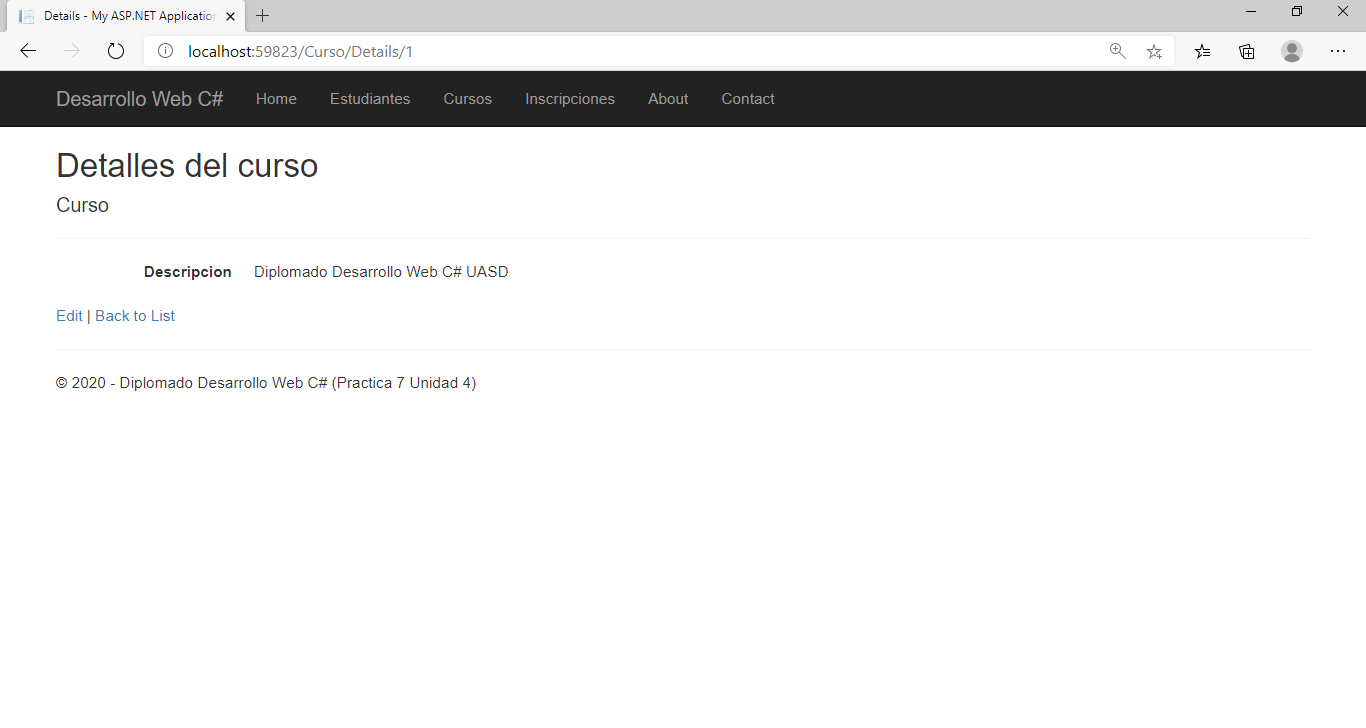 Details - My ASP.NET Application
localhost:59823/Curso/Details/1
Desarrollo Web C# Home Estudiantes Cursos Inscripciones About Contact
Detalles del curso
Curso
Descripcion Diplomado Desarrollo Web C# UASD
Edit | Back to List
© 2020 - Diplomado Desarrollo Web C# (Practica 7 Unidad 4)